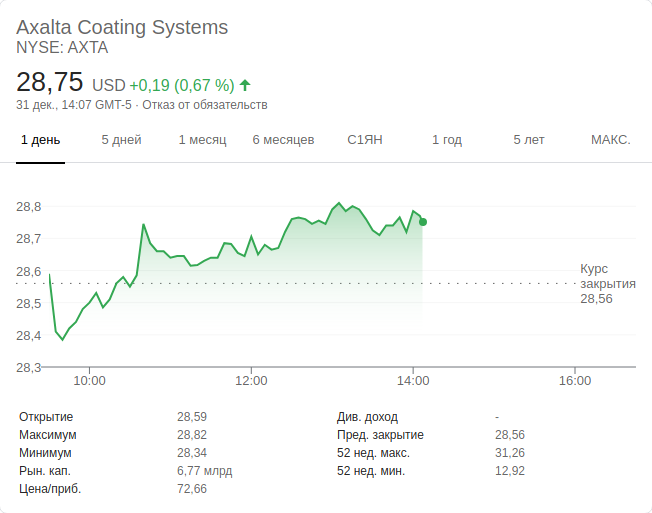 Axalta Coating Systems
NYSE: AXTA
28,75 USD +0,19 (0,67 %)
31 дек., 14:07 GMT-5 · Отказ от обязательств
1 день 5 дней 1 месяц 6 месяцев С1ЯН 1 год 5 лет МАКС.
28,8
28,7
28,6
28,5
28,4
28,3
Курс
закрытия
28,56
10:00 12:00 14:00 16:00
Открытие 28,59 Див. доход -
Максимум 28,82 Пред. закрытие 28,56
Минимум 28,34 52 нед. макс. 31,26
Рын. кап. 6,77 млрд 52 нед. мин. 12,92
Цена/приб. 72,66